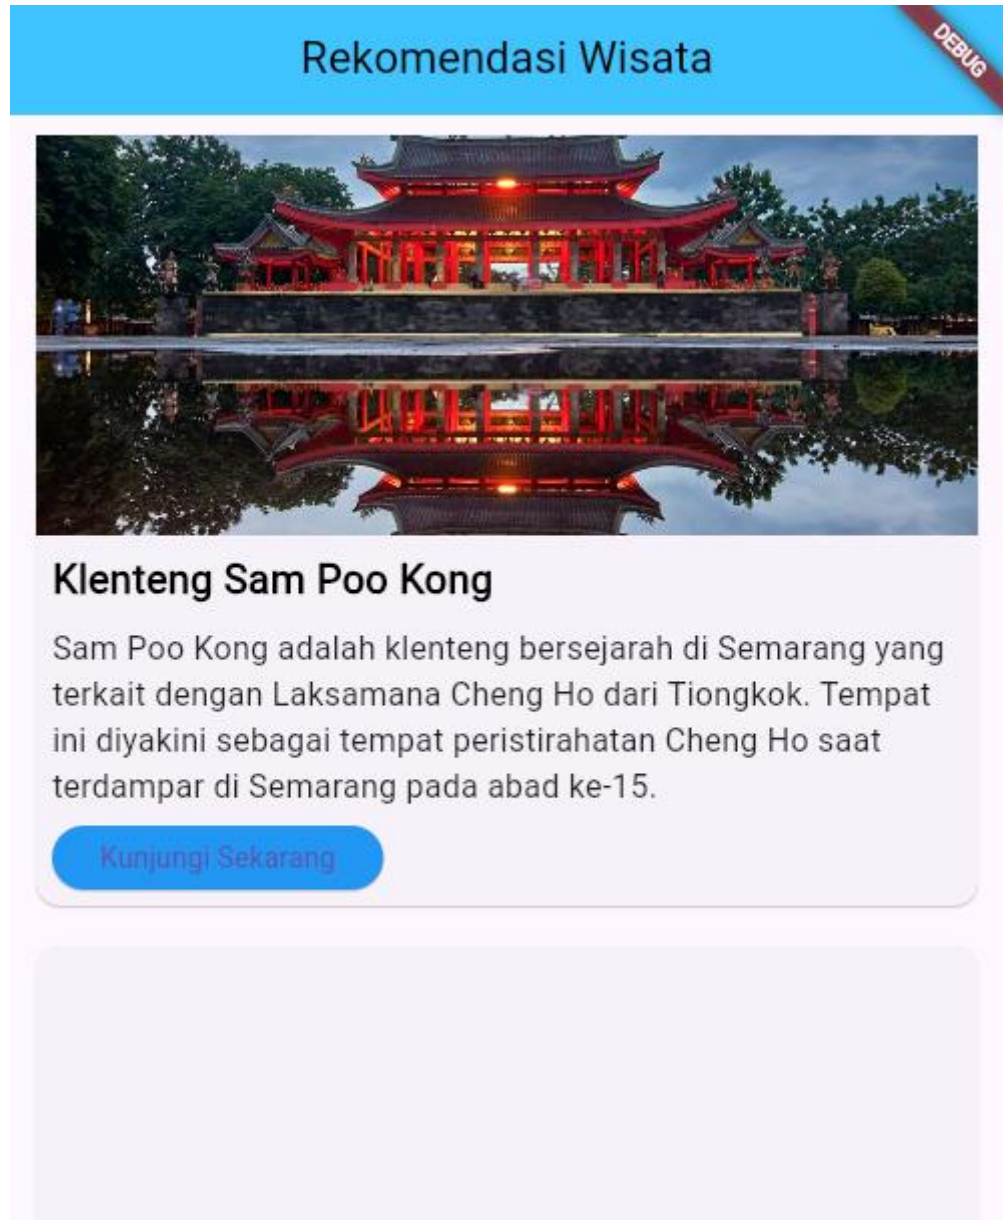 Rekomendasi Wisata
DEBUG
Klenteng Sam Poo Kong
Sam Poo Kong adalah klenteng bersejarah di Semarang yang
terkait dengan Laksamana Cheng Ho dari Tiongkok. Tempat
ini diyakini sebagai tempat peristirahatan Cheng Ho saat
terdampar di Semarang pada abad ke-15.
Kunjungi Sekarang